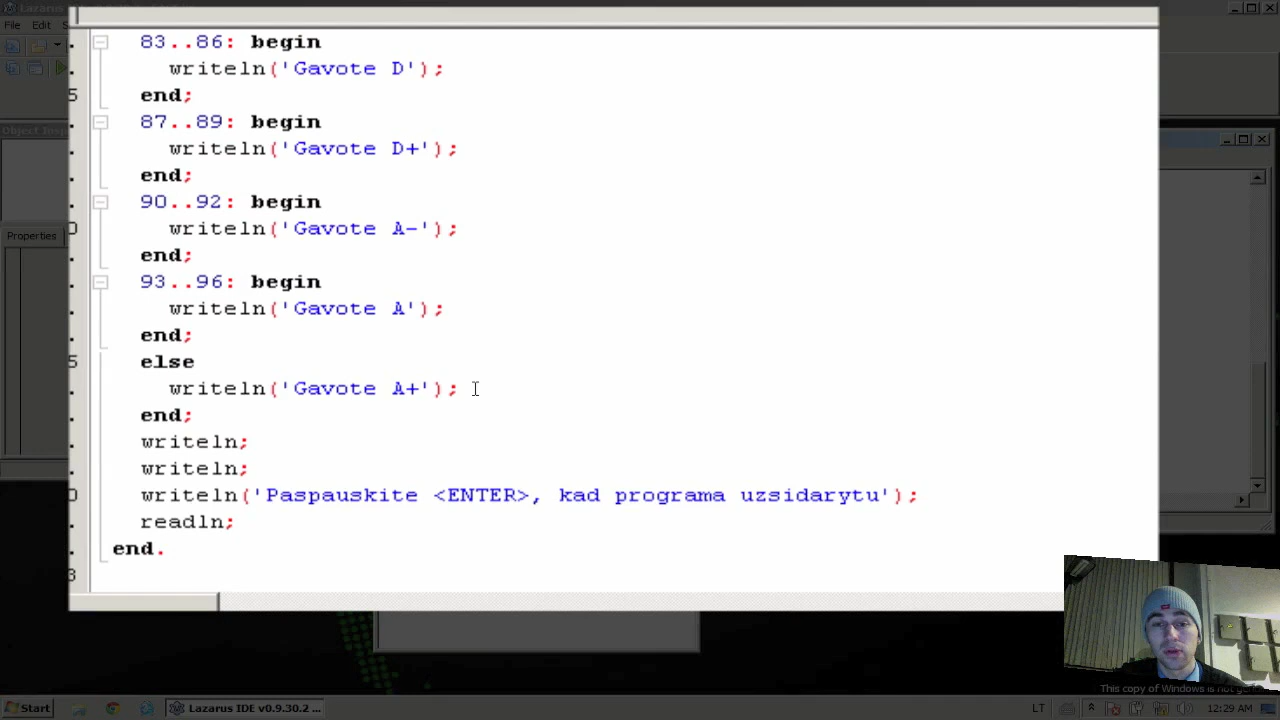 Lazarus
File Edit
Object Insp
Properties
83..86: begin
writeln('Gavote D');
end;
87..89: begin
writeln('Gavote D+');
end;
90..92: begin
writeln('Gavote A-');
end;
93..96: begin
writeln('Gavote A');
end;
else
writeln('Gavote A+');
end;
writeln;
writeln;
writeln('Paspauskite <ENTER>, kad programa uzsidarytu');
readln;
end.
This copy of Windows is not
Start
Lazarus IDE v0.9.30.2 ...
LT
12:29 AM